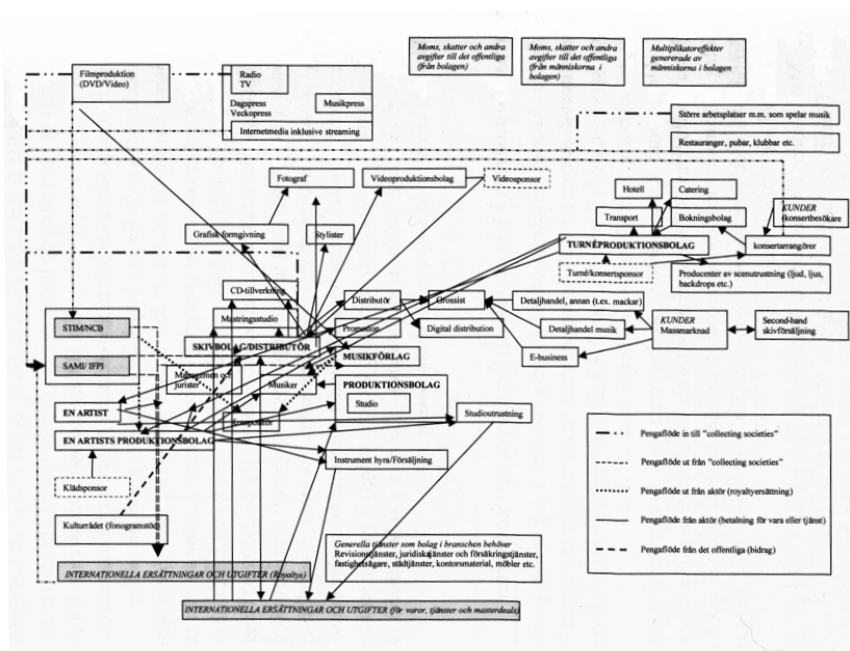 Moms, skatter och andra
avgifter till det offentliga
(från bolagen)
Moms, skatter och andra
avgifter till det offentliga
(från människorna i
bolagen)
Multiplikatoreffekter
genererade av
människorna i bolagen
Filmproduktion
(DVD/Video)
Radio
TV
Dagspress
Veckopress
Musikpress
Internetmedia inklusive streaming
Större arbetsplatser m.m. som spelar musik
Restauranger, pubar, klubbar etc.
Fotograf
Videoproduktionsbolag
Videosponsor
Hotell
Catering
KUNDER
(konsertbesökare
Transport
Bokningsbolag
Grafisk formgivning
Stylister
TURNÉPRODUKTIONSBOLAG
konsertarrangörer
Turné/konsertsponsor
Producenter av scenutrustning (ljud, ljus,
backdrops etc.)
CD-tillverkning
Distributör
Grossist
Detaljhandel, annan (t.ex. mackar)
Mastringsstudio
Promotion
Digital distribution
Detaljhandel musik
KUNDER
Massmarknad
Second-hand
skivförsäljning
STIM/NCB
SKIVBOLAG/DISTRIBUTÖR
MUSIKFÖRLAG
E-business
SAMI/ IFPI
Management och
jurister
Musiker
PRODUKTIONSBOLAG
Studio
EN ARTIST
Kompositör
Studioutrustning
EN ARTISTS PRODUKTIONSBOLAG
Instrument hyra/Försäljning
Klädsponsor
Kulturrådet (fonogramstöd)
Generella tjänster som bolag i branschen behöver
Revisionstjänster, juridiska tjänster och försäkringstjänster,
fastighetsägare, städtjänster, kontorsmaterial, möbler etc.
INTERNATIONELLA ERSÄTTNINGAR OCH UTGIFTER (Royaltys)
INTERNATIONELLA ERSÄTTNINGAR OCH UTGIFTER (för varor, tjänster och masterdeals)
Pengaflöde in till "collecting societies"
Pengaflöde ut från "collecting societies"
Pengaflöde ut från aktör (royaltyersättning)
Pengaflöde från aktör (betalning för vara eller tjänst)
Pengaflöde från det offentliga (bidrag)